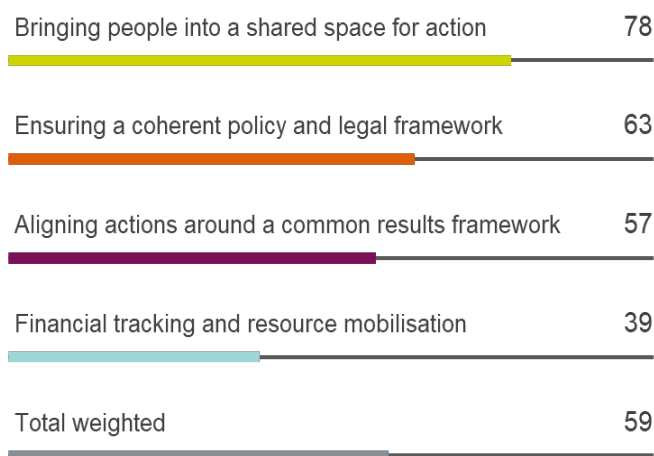 Bringing people into a shared space for action 78
Ensuring a coherent policy and legal framework 63
Aligning actions around a common results framework 57
Financial tracking and resource mobilisation 39
Total weighted 59